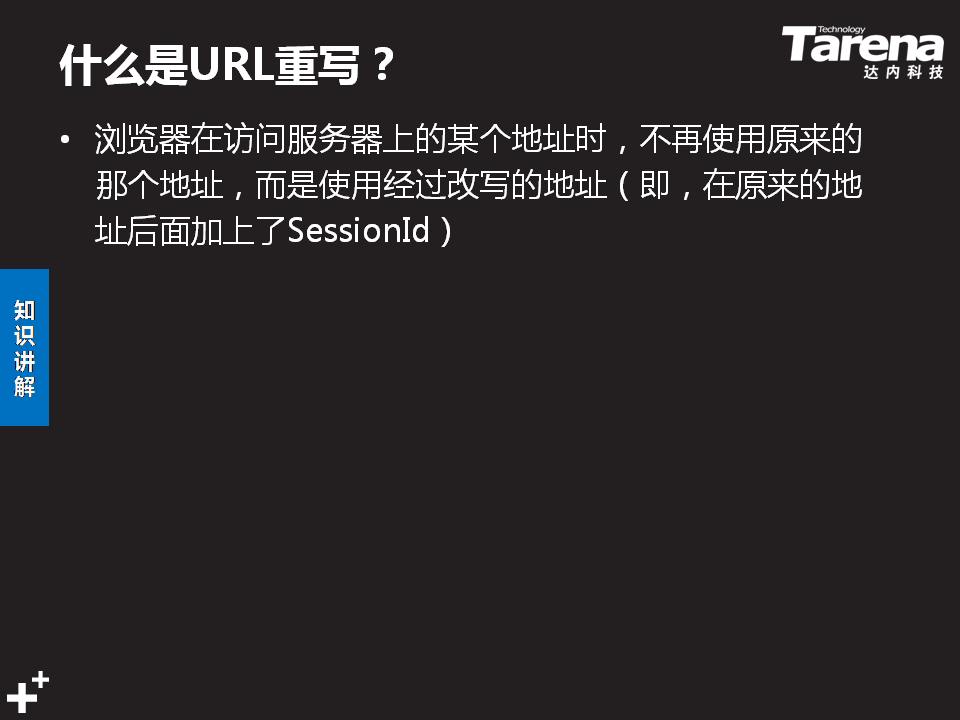 什么是URL重写？
Technology
Tarena
达内科技
• 浏览器在访问服务器上的某个地址时，不再使用原来的
那个地址，而是使用经过改写的地址（即，在原来的地
址后面加上了SessionId）
知
识
讲
解